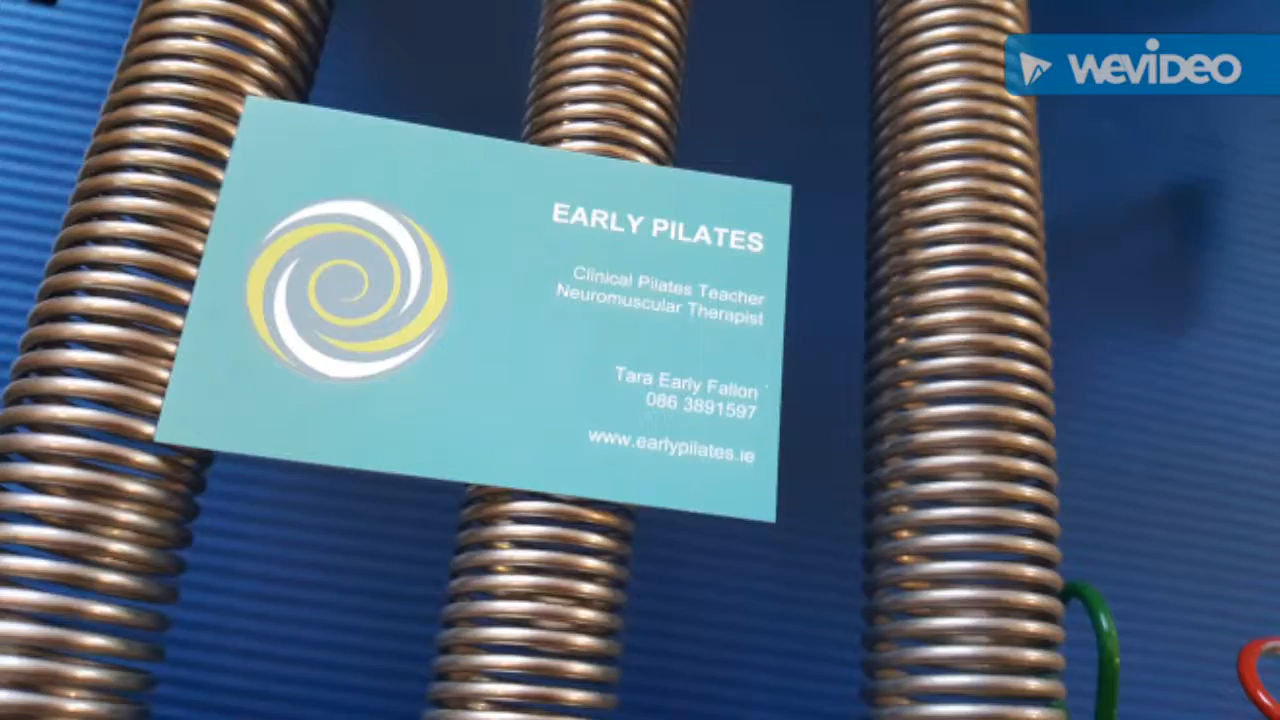 WEVIDEO
EARLY PILATES
Clinical Pilates Teacher
Neuromuscular Therapist
Tara Early Fallon
086 3891597
www.earlypilates.ie